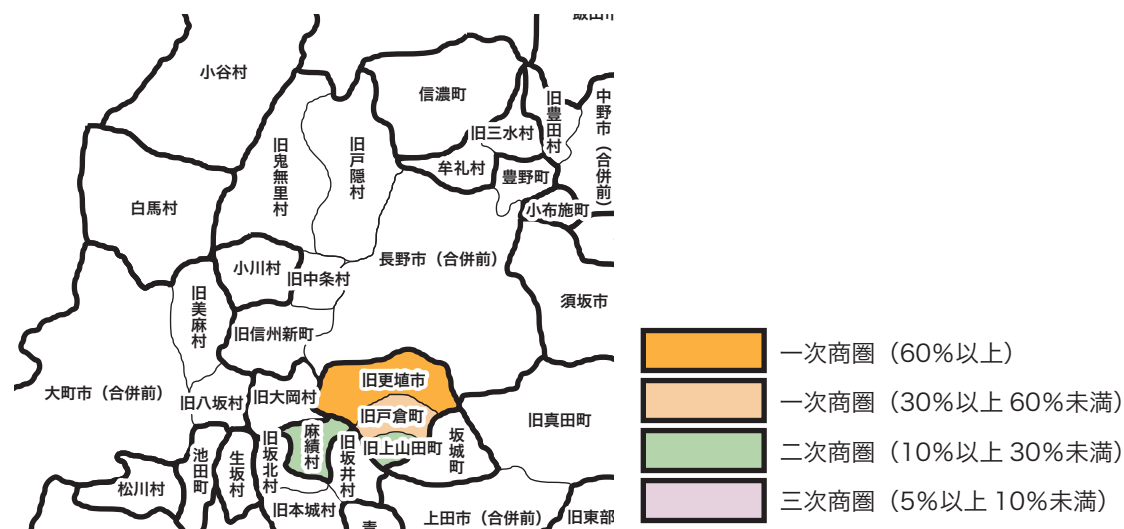 飯田市
小谷村
信濃町
旧豊田村
中野市（合併前）
旧三水村
旧鬼無里村
旧戸隠村
牟礼村
豊野町
白馬村
小布施町
長野市（合併前）
小川村
旧中条村
須坂市
旧美麻村
旧信州新町
大町市（合併前）
旧八坂村
旧大岡村
旧更埴市
旧戸倉町
旧真田町
麻績村
旧坂北村
旧坂井村
旧上山田町
坂城町
池田町
生坂村
松川村
旧本城村
青
上田市（合併前）
旧東部
一次商圏（60%以上）
一次商圏（30%以上 60%未満）
二次商圏（10%以上 30%未満）
三次商圏（5%以上 10%未満）